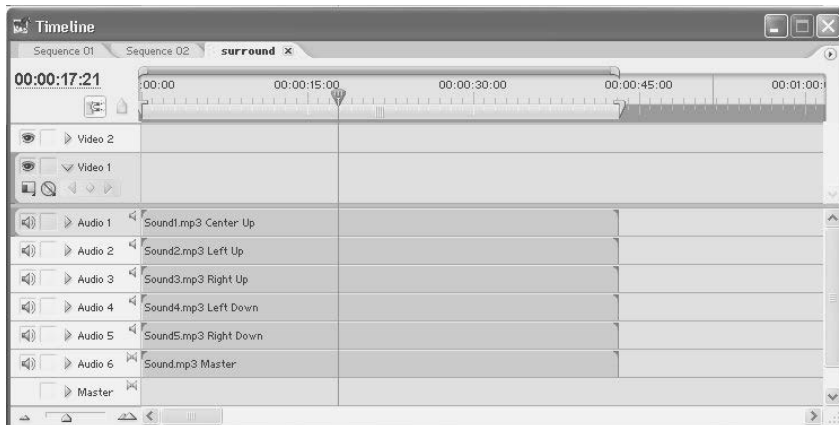 Timeline
Sequence 01 Sequence 02 surround
00:00:17:21
:00:00 00:00:15:00 00:00:30:00 00:00:45:00 00:01:00:
Video 2
Video 1
Audio 1 Sound1.mp3 Center Up
Audio 2 Sound2.mp3 Left Up
Audio 3 Sound3.mp3 Right Up
Audio 4 Sound4.mp3 Left Down
Audio 5 Sound5.mp3 Right Down
Audio 6 Sound.mp3 Master
Master